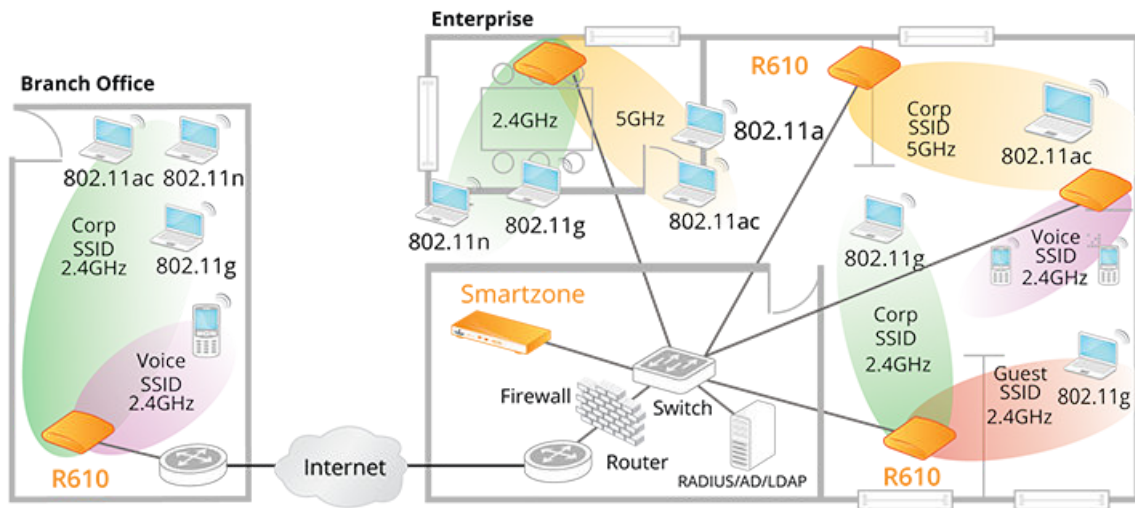 Enterprise
Branch Office
802.11ac
802.11n
Corp
SSID
2.4GHz
802.11g
Voice
SSID
2.4GHz
R610
Internet
2.4GHz
5GHz
802.11a
802.11n
802.11g
802.11ac
R610
Corp
SSID
5GHz
802.11ac
Voice
SSID
2.4GHz
802.11g
Corp
SSID
2.4GHz
Guest
SSID
2.4GHz
802.11g
R610
Smartzone
Firewall
Switch
Router
RADIUS/AD/LDAP